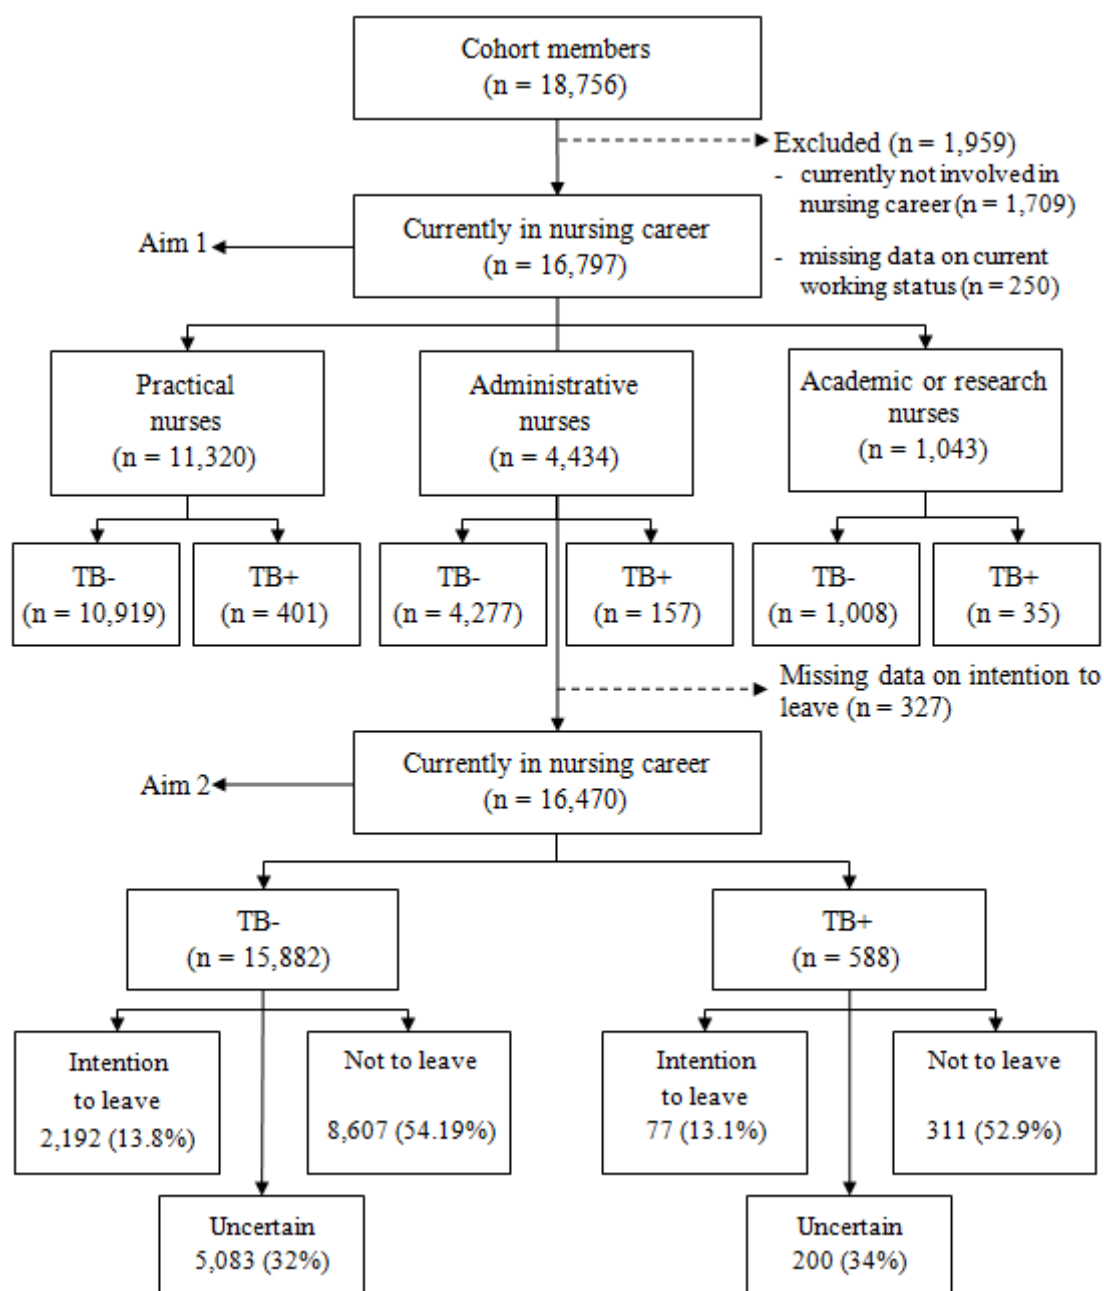 Cohort members
(n = 18,756)
Excluded (n = 1,959)
- currently not involved in
nursing career (n = 1,709)
- missing data on current
working status (n = 250)
Aim 1
Currently in nursing career
(n = 16,797)
Practical
nurses
(n = 11,320)
Administrative
nurses
(n = 4,434)
Academic or research
nurses
(n = 1,043)
TB-
(n = 10,919)
TB+
(n = 401)
TB-
(n = 4,277)
TB+
(n = 157)
TB-
(n = 1,008)
TB+
(n = 35)
Missing data on intention to
leave (n = 327)
Aim 2
Currently in nursing career
(n = 16,470)
TB-
(n = 15,882)
TB+
(n = 588)
Intention
to leave
2,192 (13.8%)
Not to leave
8,607 (54.19%)
Intention
to leave
77 (13.1%)
Not to leave
311 (52.9%)
Uncertain
5,083 (32%)
Uncertain
200 (34%)